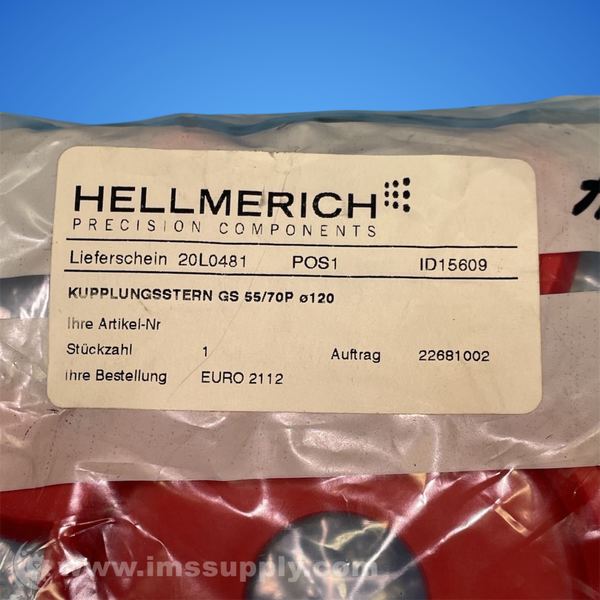 HELLMERICH
PRECISION COMPONENTS
Lieferschein 20L0481 POS1 ID15609
KUPPLUNGSSTERN GS 55/70P ø120
Ihre Artikel-Nr
Stückzahl 1 Auftrag 22681002
Ihre Bestellung EURO 2112
© www.imssupply.com